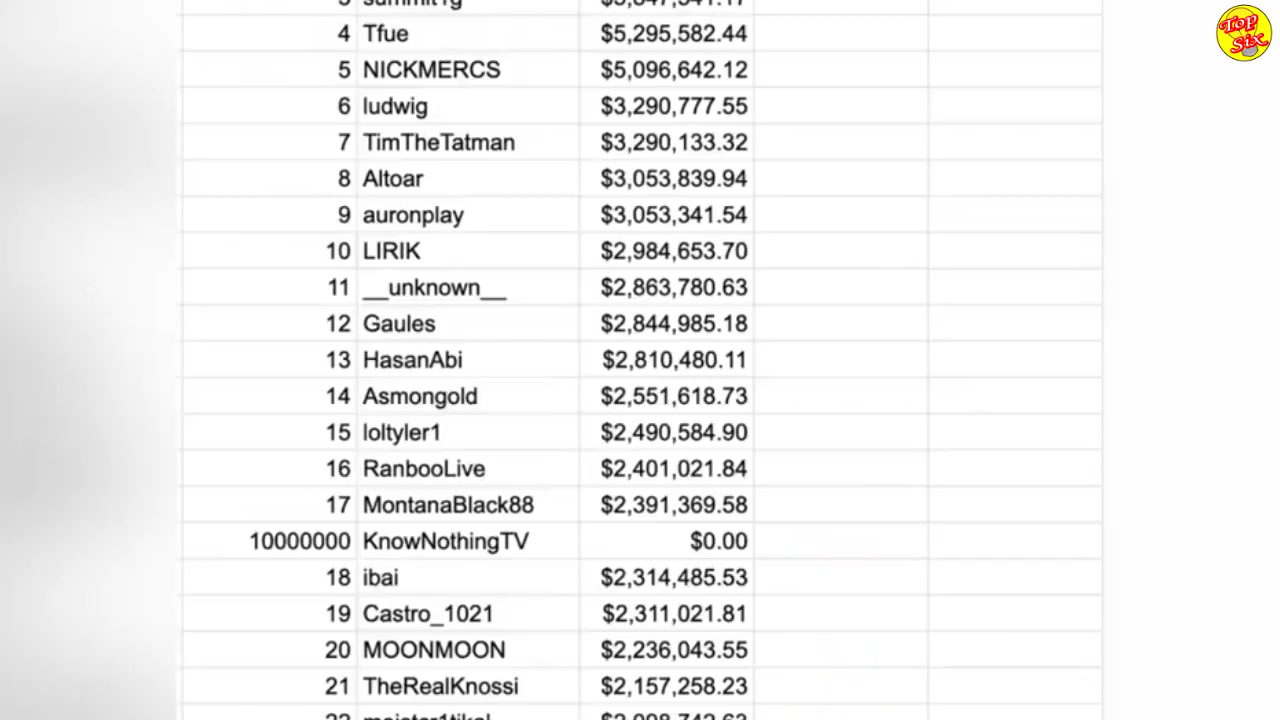 Top
Six
4 Tfue $5,295,582.44
5 NICKMERCS $5,096,642.12
6 ludwig $3,290,777.55
7 TimTheTatman $3,290,133.32
8 Altoar $3,053,839.94
9 auronplay $3,053,341.54
10 LIRIK $2,984,653.70
11 __unknown__ $2,863,780.63
12 Gaules $2,844,985.18
13 HasanAbi $2,810,480.11
14 Asmongold $2,551,618.73
15 loltyler1 $2,490,584.90
16 RanbooLive $2,401,021.84
17 MontanaBlack88 $2,391,369.58
10000000 KnowNothingTV $0.00
18 ibai $2,314,485.53
19 Castro_1021 $2,311,021.81
20 MOONMOON $2,236,043.55
21 TheRealKnossi $2,157,258.23